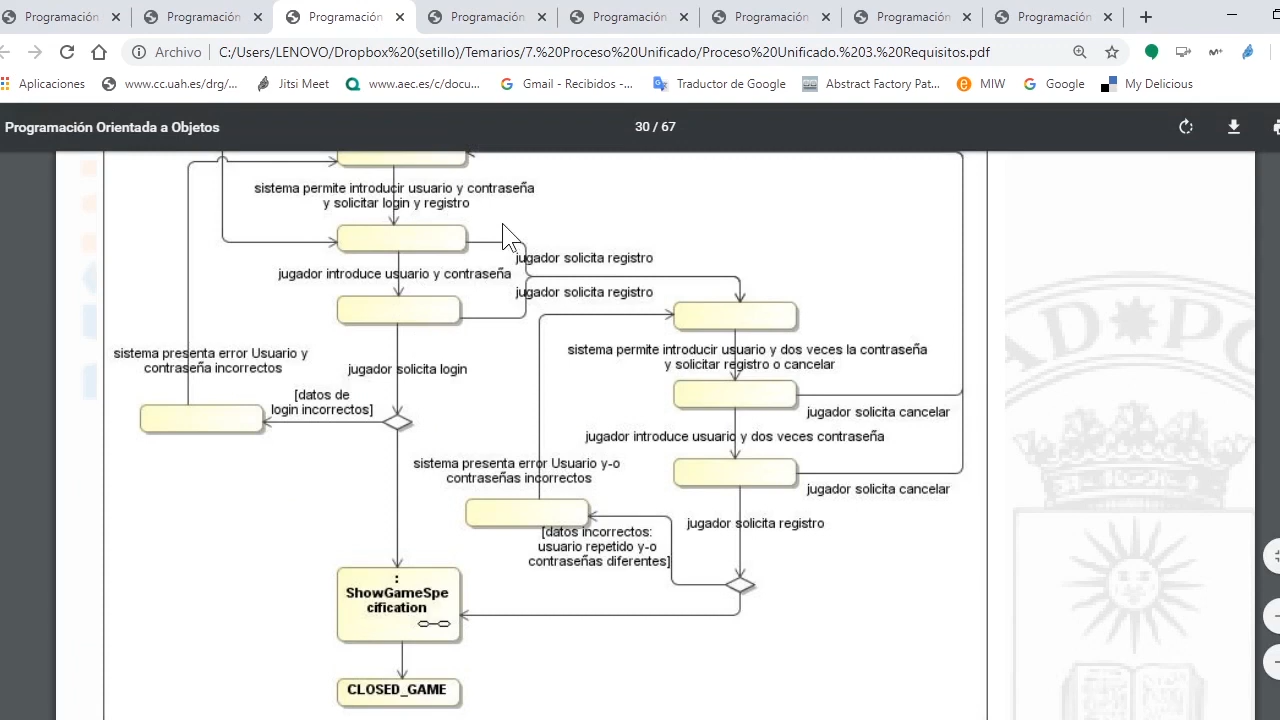 Programación
Programación
Programación
Programación
Programación
Programación
Programación
Programación
Archivo
C:/Users/LENOVO/Dropbox%20(setillo)/Temarios/7.%20Proceso%20Unificado/Proceso%20Unificado.%203.%20Requisitos.pdf
Aplicaciones
www.cc.uah.es/drg/...
Jitsi Meet
www.aec.es/c/docu...
Gmail - Recibidos -...
Traductor de Google
Abstract Factory Pat...
MIW
Google
My Delicious
Programación Orientada a Objetos
30 / 67
sistema permite introducir usuario y contraseña
y solicitar login y registro
jugador solicita registro
jugador introduce usuario y contraseña
jugador solicita registro
sistema presenta error Usuario y
contraseña incorrectos
jugador solicita login
sistema permite introducir usuario y dos veces la contraseña
y solicitar registro o cancelar
[datos de
login incorrectos]
jugador solicita cancelar
jugador introduce usuario y dos veces contraseña
sistema presenta error Usuario y-o
contraseñas incorrectos
jugador solicita cancelar
jugador solicita registro
[datos incorrectos:
usuario repetido y-o
contraseñas diferentes]
:
ShowGameSpe
cification
CLOSED_GAME